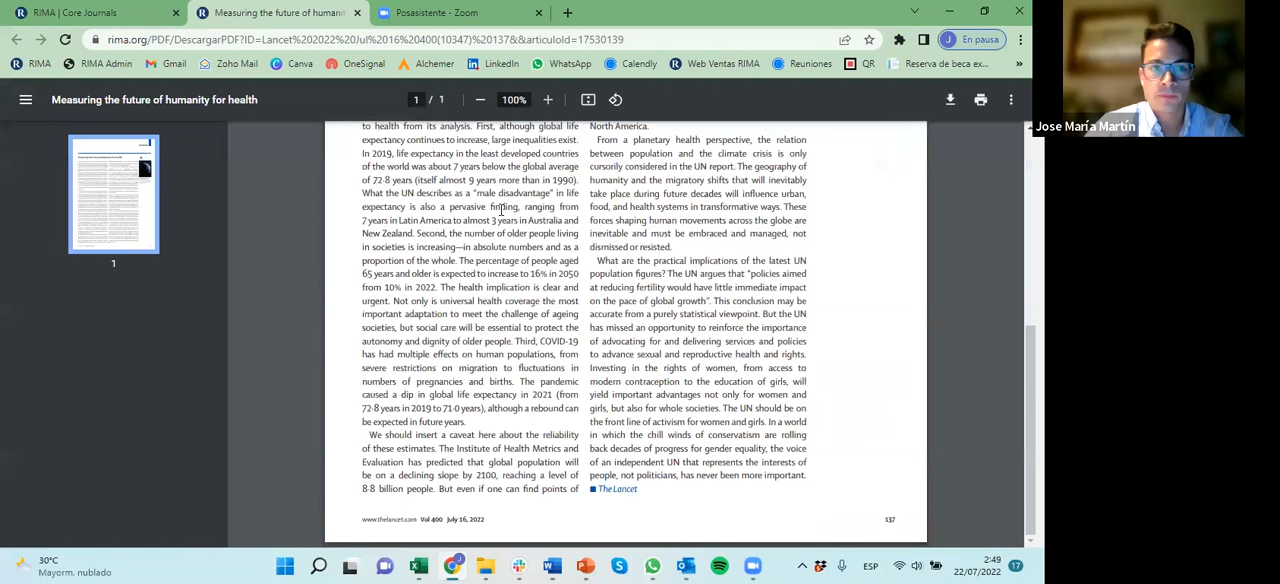 RIMA | Core Journals
Measuring the future of humanit
Posasistente - Zoom
rima.org/PDF/DescargarPDF?ID=Lancet%202022%20Jul%2016%20400(10347)%20137&&articuloId=17530139
J En pausa
RIMA
RIMA Admin
Gmail
Zoho Mail
Canva
OneSignal
Alchemer
LinkedIn
WhatsApp
Calendly
Web Ventas RIMA
Reuniones
QR
Reserva de beca ex...
»
Measuring the future of humanity for health
1 / 1
100%
Jose María Martín
1
to health from its analysis. First, although global life
expectancy continues to increase, large inequalities exist.
In 2019, life expectancy in the least developed countries
of the world was about 7 years below the global average
of 72·8 years (itself almost 9 years more than in 1990).
What the UN describes as a “male disadvantage” in life
expectancy is also a pervasive finding, ranging from
7 years in Latin America to almost 3 years in Australia and
New Zealand. Second, the number of older people living
in societies is increasing—in absolute numbers and as a
proportion of the whole. The percentage of people aged
65 years and older is expected to increase to 16% in 2050
from 10% in 2022. The health implication is clear and
urgent. Not only is universal health coverage the most
important adaptation to meet the challenge of ageing
societies, but social care will be essential to protect the
autonomy and dignity of older people. Third, COVID-19
has had multiple effects on human populations, from
severe restrictions on migration to fluctuations in
numbers of pregnancies and births. The pandemic
caused a dip in global life expectancy in 2021 (from
72·8 years in 2019 to 71·0 years), although a rebound can
be expected in future years.
We should insert a caveat here about the reliability
of these estimates. The Institute of Health Metrics and
Evaluation has predicted that global population will
be on a declining slope by 2100, reaching a level of
8·8 billion people. But even if one can find points of
North America.
From a planetary health perspective, the relation
between population and the climate crisis is only
cursorily considered in the UN report. The geography of
humanity and the migratory shifts that will inevitably
take place during future decades will influence urban,
food, and health systems in transformative ways. These
forces shaping human movements across the globe are
inevitable and must be embraced and managed, not
dismissed or resisted.
What are the practical implications of the latest UN
population figures? The UN argues that “policies aimed
at reducing fertility would have little immediate impact
on the pace of global growth”. This conclusion may be
accurate from a purely statistical viewpoint. But the UN
has missed an opportunity to reinforce the importance
of advocating for and delivering services and policies
to advance sexual and reproductive health and rights.
Investing in the rights of women, from access to
modern contraception to the education of girls, will
yield important advantages not only for women and
girls, but also for whole societies. The UN should be on
the front line of activism for women and girls. In a world
in which the chill winds of conservatism are rolling
back decades of progress for gender equality, the voice
of an independent UN that represents the interests of
people, not politicians, has never been more important.
■ The Lancet
www.thelancet.com Vol 400 July 16, 2022
137
30°C
Mayorm. nublado
ESP
2:49
22/07/2022
17